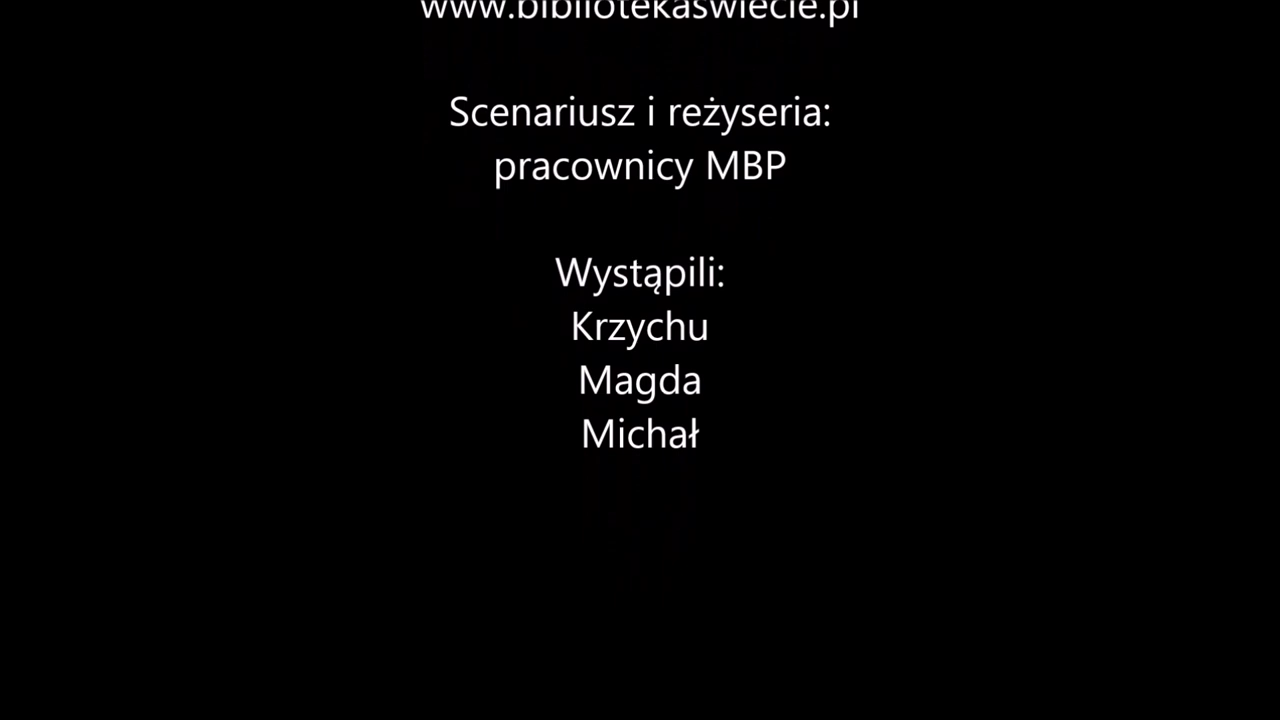 www.bibliotekaswiecie.pl
Scenariusz i reżyseria:
pracownicy MBP
Wystąpili:
Krzychu
Magda
Michał